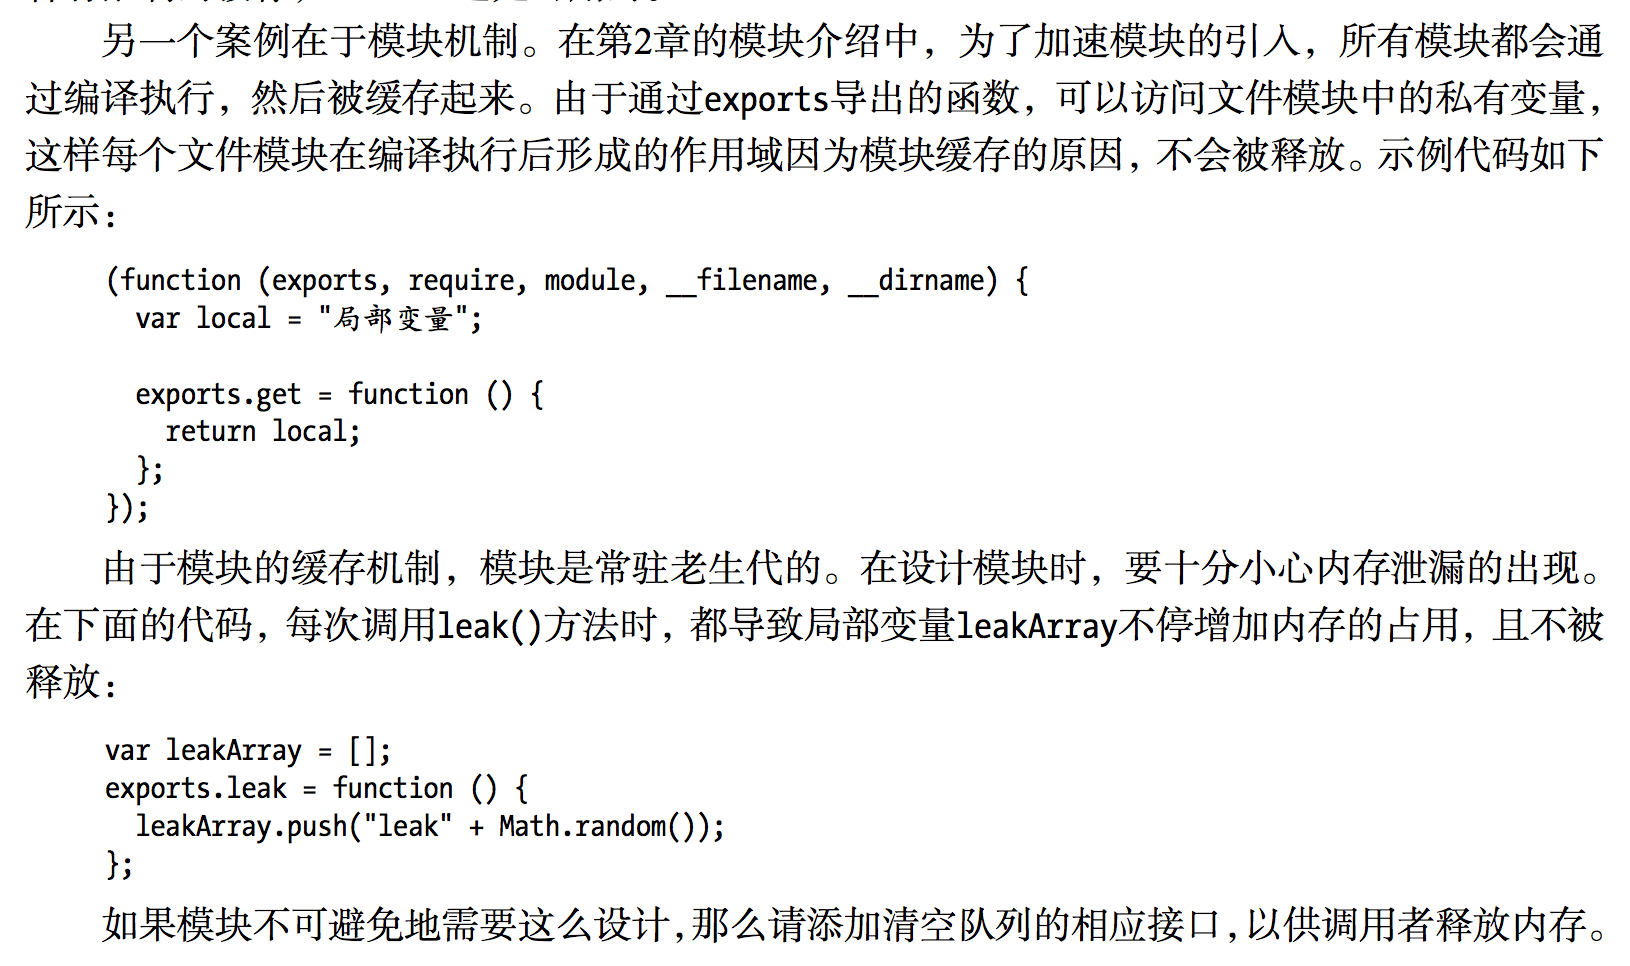 另一个案例在于模块机制。在第2章的模块介绍中，为了加速模块的引入，所有模块都会通
过编译执行，然后被缓存起来。由于通过exports导出的函数，可以访问文件模块中的私有变量，
这样每个文件模块在编译执行后形成的作用域因为模块缓存的原因，不会被释放。示例代码如下
所示：
(function (exports, require, module, __filename, __dirname) {
  var local = "局部变量";
  exports.get = function () {
    return local;
  };
});
由于模块的缓存机制，模块是常驻老生代的。在设计模块时，要十分小心内存泄漏的出现。
在下面的代码，每次调用leak()方法时，都导致局部变量leakArray不停增加内存的占用，且不被
释放：
var leakArray = [];
exports.leak = function () {
  leakArray.push("leak" + Math.random());
};
如果模块不可避免地需要这么设计，那么请添加清空队列的相应接口，以供调用者释放内存。